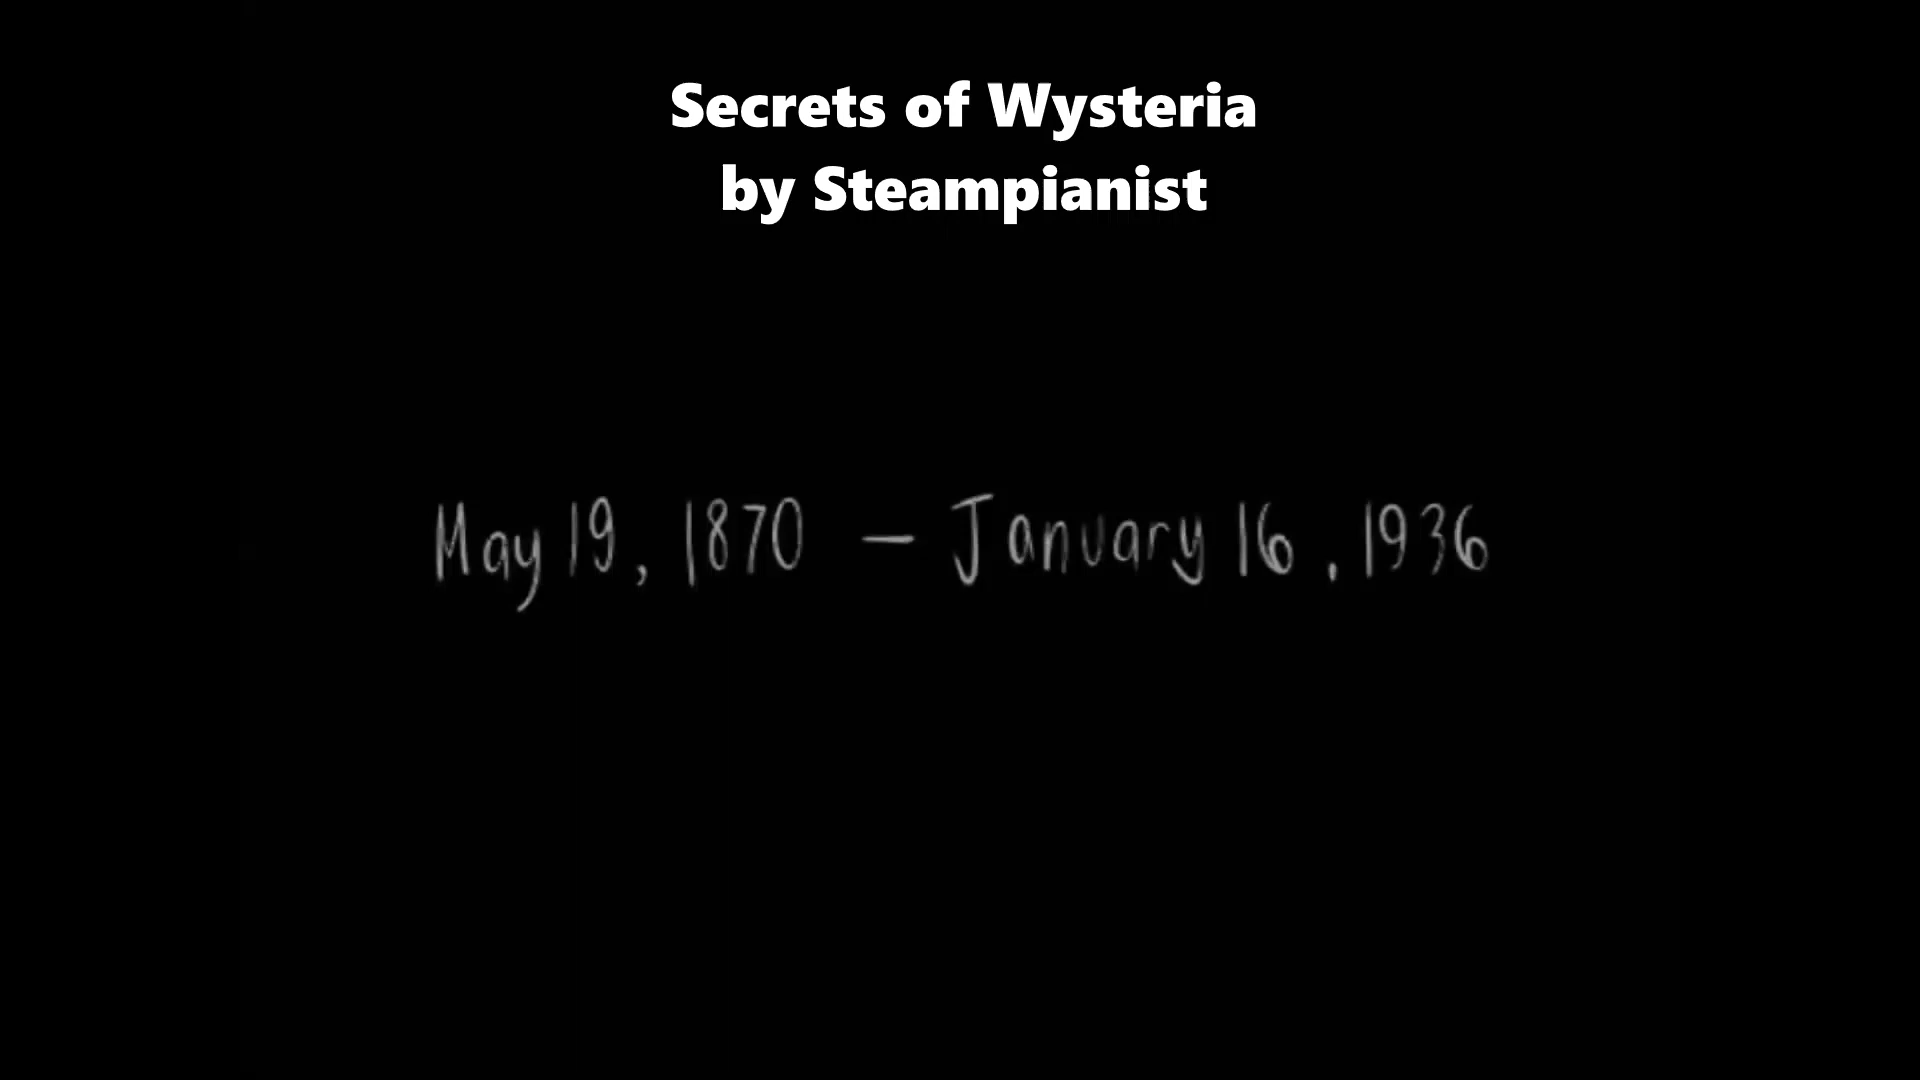 Secrets of Wysteria
by Steampianist
May 19, 1870 – January 16, 1936